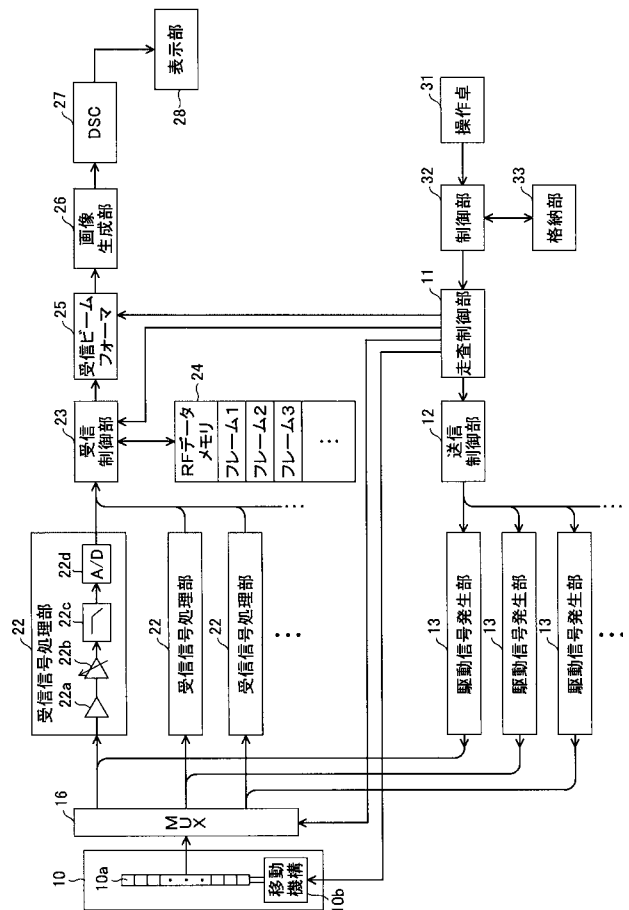 10
10a
移動
機構
10b
16
MUX
22
受信信号処理部
22a
22b
22c
22d
A/D
22
受信信号処理部
22
受信信号処理部
⋮
23
受信
制御部
24
RFデータ
メモリ
フレーム1
フレーム2
フレーム3
⋮
25
受信ビーム
フォーマ
26
画像
生成部
27
DSC
表示部
28
13
駆動信号発生部
13
駆動信号発生部
13
駆動信号発生部
⋮
12
送信
制御部
11
走査制御部
32
制御部
31
操作卓
33
格納部